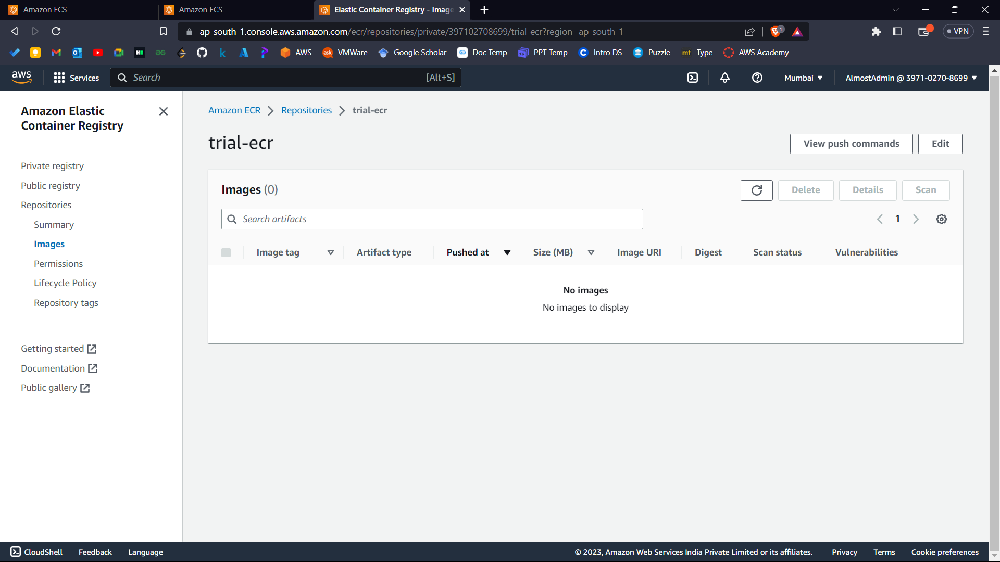 Amazon ECS
Amazon ECS
Elastic Container Registry - Image
ap-south-1.console.aws.amazon.com/ecr/repositories/private/397102708699/trial-ecr?region=ap-south-1
1
VPN
AWS
ask
VMWare
Google Scholar
Doc Temp
PPT Temp
Intro DS
Puzzle
mt
Type
AWS Academy
aws
Services
Search
[Alt+S]
Mumbai
AlmostAdmin @ 3971-0270-8699
Amazon Elastic
Container Registry
Private registry
Public registry
Repositories
Summary
Images
Permissions
Lifecycle Policy
Repository tags
Getting started
Documentation
Public gallery
Amazon ECR
Repositories
trial-ecr
trial-ecr
View push commands
Edit
Images (0)
Delete
Details
Scan
Search artifacts
1
Image tag
Artifact type
Pushed at
Size (MB)
Image URI
Digest
Scan status
Vulnerabilities
No images
No images to display
CloudShell
Feedback
Language
© 2023, Amazon Web Services India Private Limited or its affiliates.
Privacy
Terms
Cookie preferences